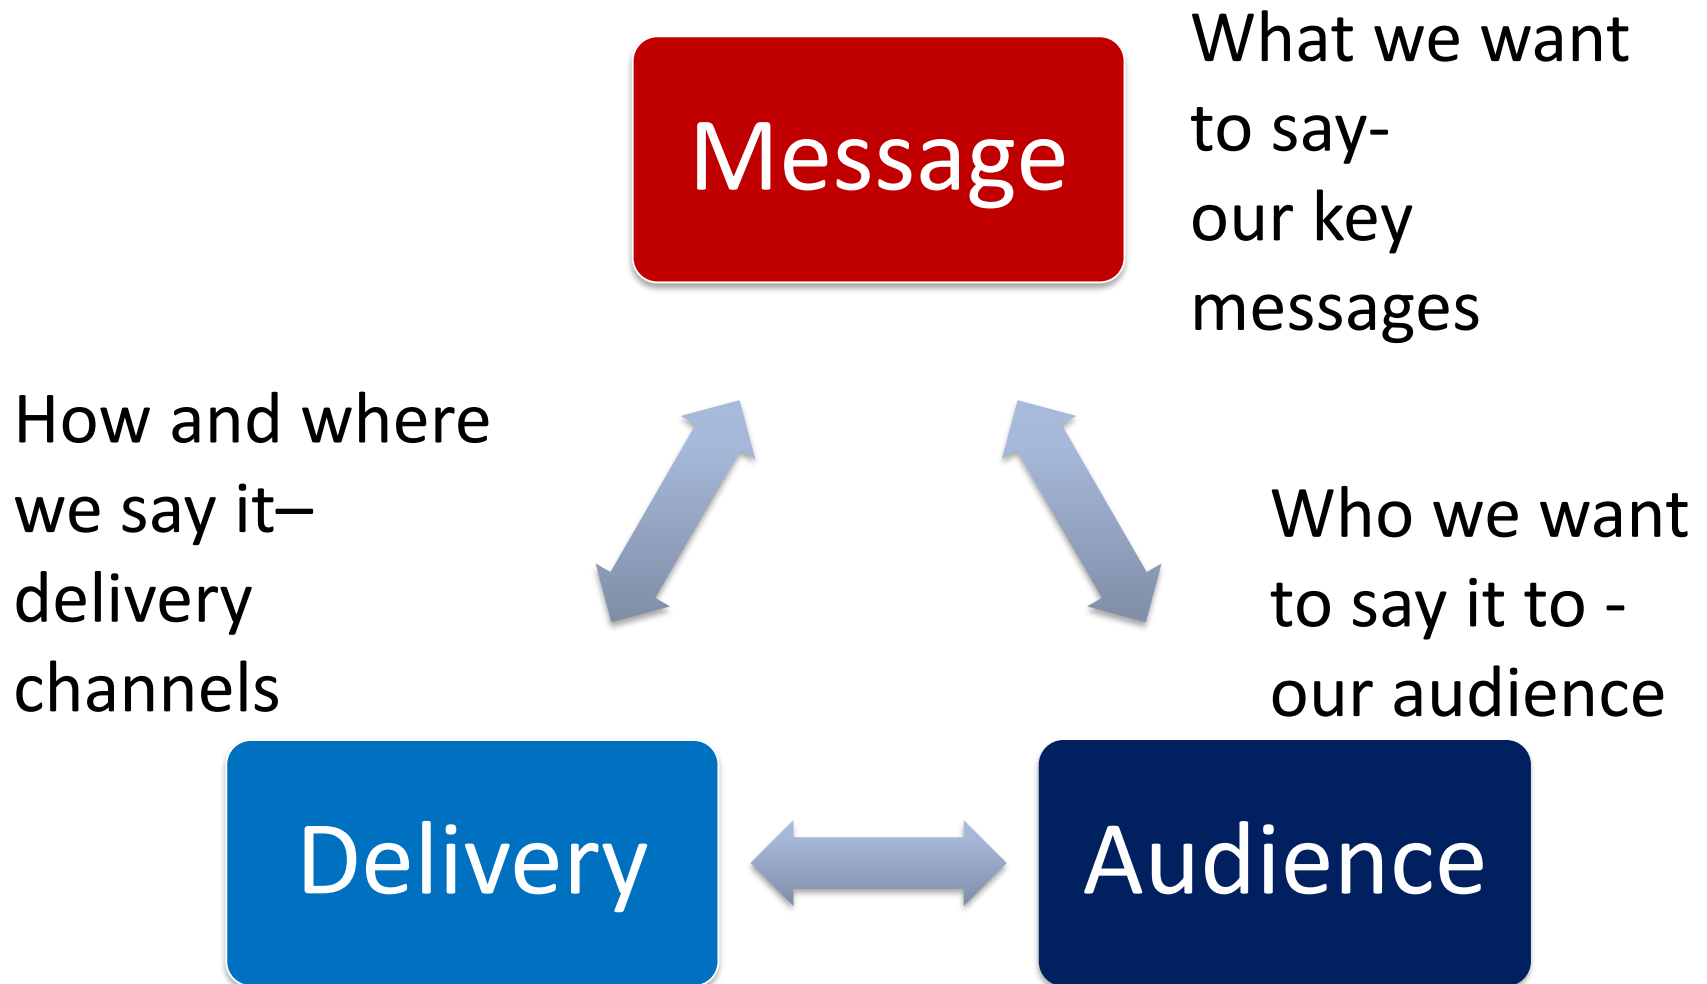 Message
What we want
to say-
our key
messages
How and where
we say it–
delivery
channels
Who we want
to say it to -
our audience
Delivery
Audience